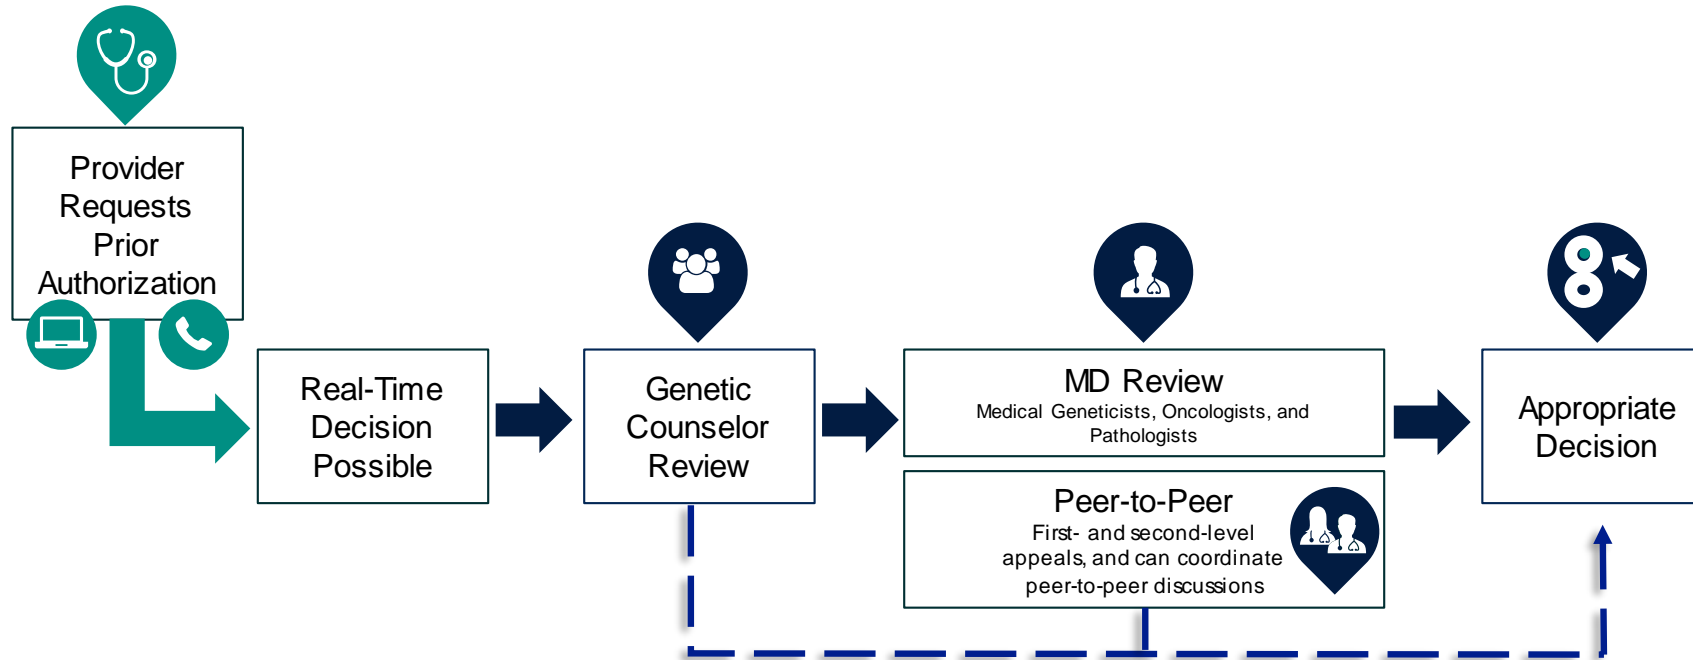 Provider
Requests
Prior
Authorization
Real-Time
Decision
Possible
Genetic
Counselor
Review
MD Review
Medical Geneticists, Oncologists, and
Pathologists
Peer-to-Peer
First- and second-level
appeals, and can coordinate
peer-to-peer discussions
Appropriate
Decision